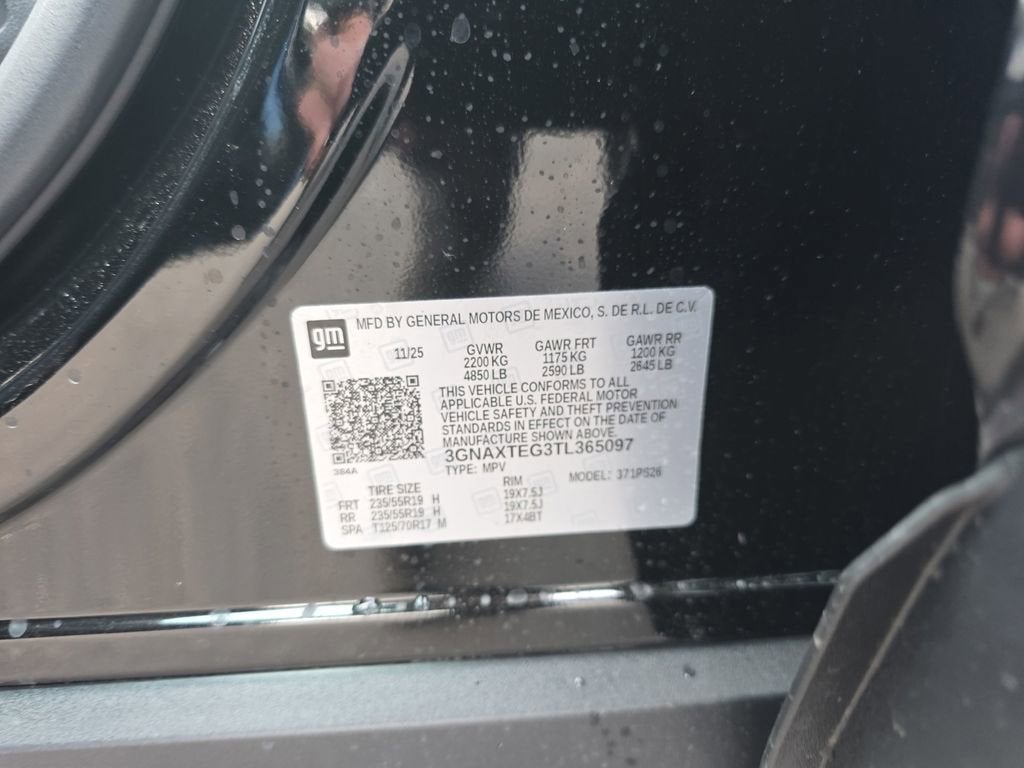 gm MFD BY GENERAL MOTORS DE MEXICO, S. DE R.L. DE C.V.
11/25 GVWR GAWR FRT GAWR RR
2200 KG 1175 KG 1200 KG
4850 LB 2590 LB 2645 LB
THIS VEHICLE CONFORMS TO ALL
APPLICABLE U.S. FEDERAL MOTOR
VEHICLE SAFETY AND THEFT PREVENTION
STANDARDS IN EFFECT ON THE DATE OF
MANUFACTURE SHOWN ABOVE.
3GNAXTEG3TL365097
384A TYPE: MPV MODEL: 371PS26
TIRE SIZE RIM
FRT 235/55R19 H 19X7.5J
RR 235/55R19 H 19X7.5J
SPA T125/70R17 M 17X4BT